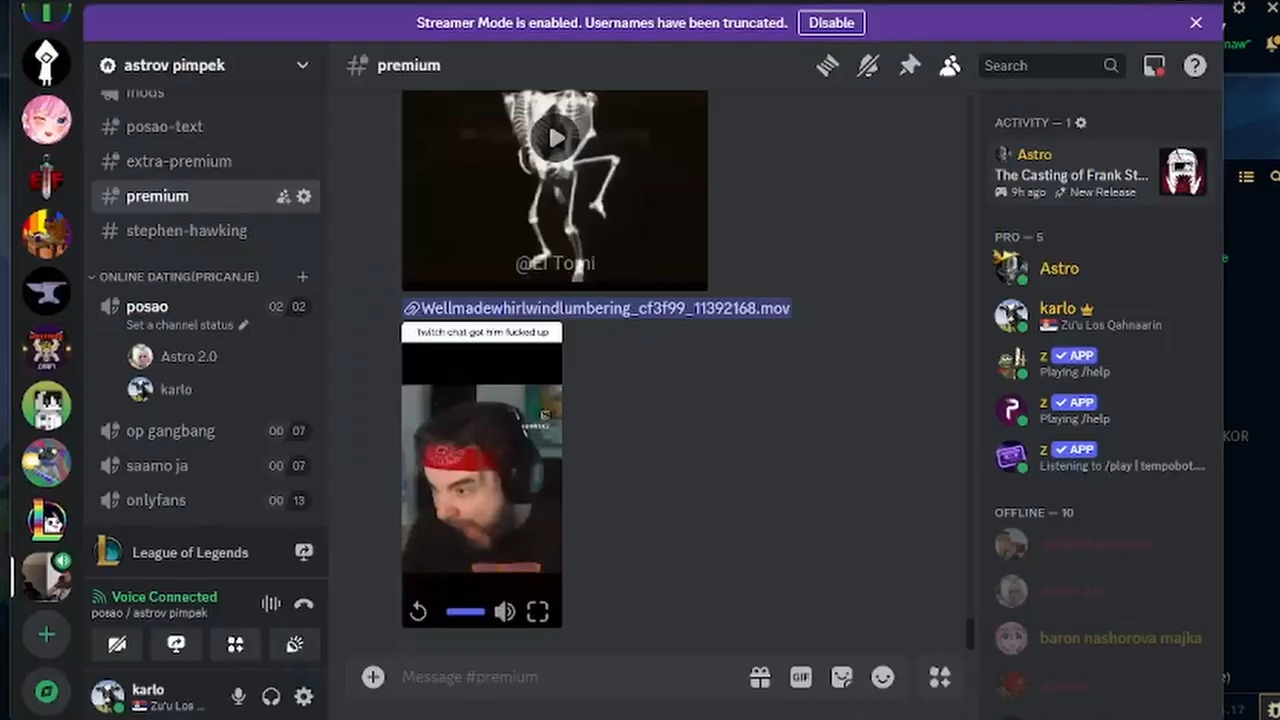 Streamer Mode is enabled. Usernames have been truncated.
Disable
astrov pimpek
premium
Search
mods
posao-text
extra-premium
premium
stephen-hawking
ONLINE DATING(PRICANJE)
posao
02 02
Set a channel status
Astro 2.0
karlo
op gangbang
00 07
saamo ja
00 07
onlyfans
00 13
League of Legends
Voice Connected
posao / astrov pimpek
karlo
Zu'u Los ...
@El Tomi
Wellmadewhirlwindlumbering_cf3f99_11392168.mov
Twitch chat got him fucked up
Message #premium
GIF
ACTIVITY — 1
Astro
The Casting of Frank St...
9h ago New Release
PRO — 5
Astro
karlo
Zu'u Los Qahnaarin
z APP
Playing /help
z APP
Playing /help
z APP
Listening to /play | tempobot....
OFFLINE — 10
baron nashorova majka
KOR